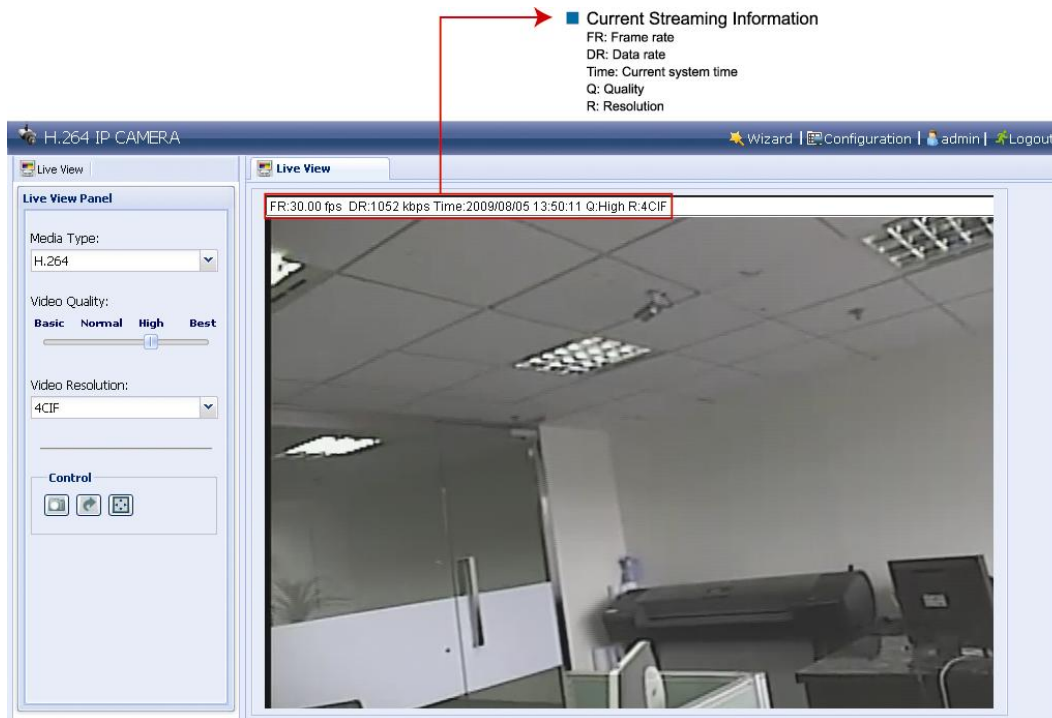 Current Streaming Information
FR: Frame rate
DR: Data rate
Time: Current system time
Q: Quality
R: Resolution
H.264 IP CAMERA
Wizard | Configuration | admin | Logout
Live View
Live View
Live View Panel
FR:30.00 fps DR:1052 kbps Time:2009/08/05 13:50:11 Q:High R:4CIF
Media Type:
H.264
Video Quality:
Basic Normal High Best
Video Resolution:
4CIF
Control